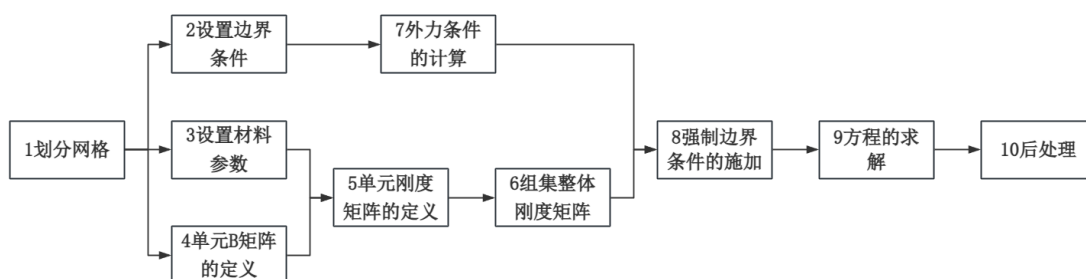 1划分网格
2设置边界
条件
3设置材料
参数
4单元B矩阵
的定义
7外力条件
的计算
5单元刚度
矩阵的定义
6组集整体
刚度矩阵
8强制边界
条件的施加
9方程的求
解
10后处理